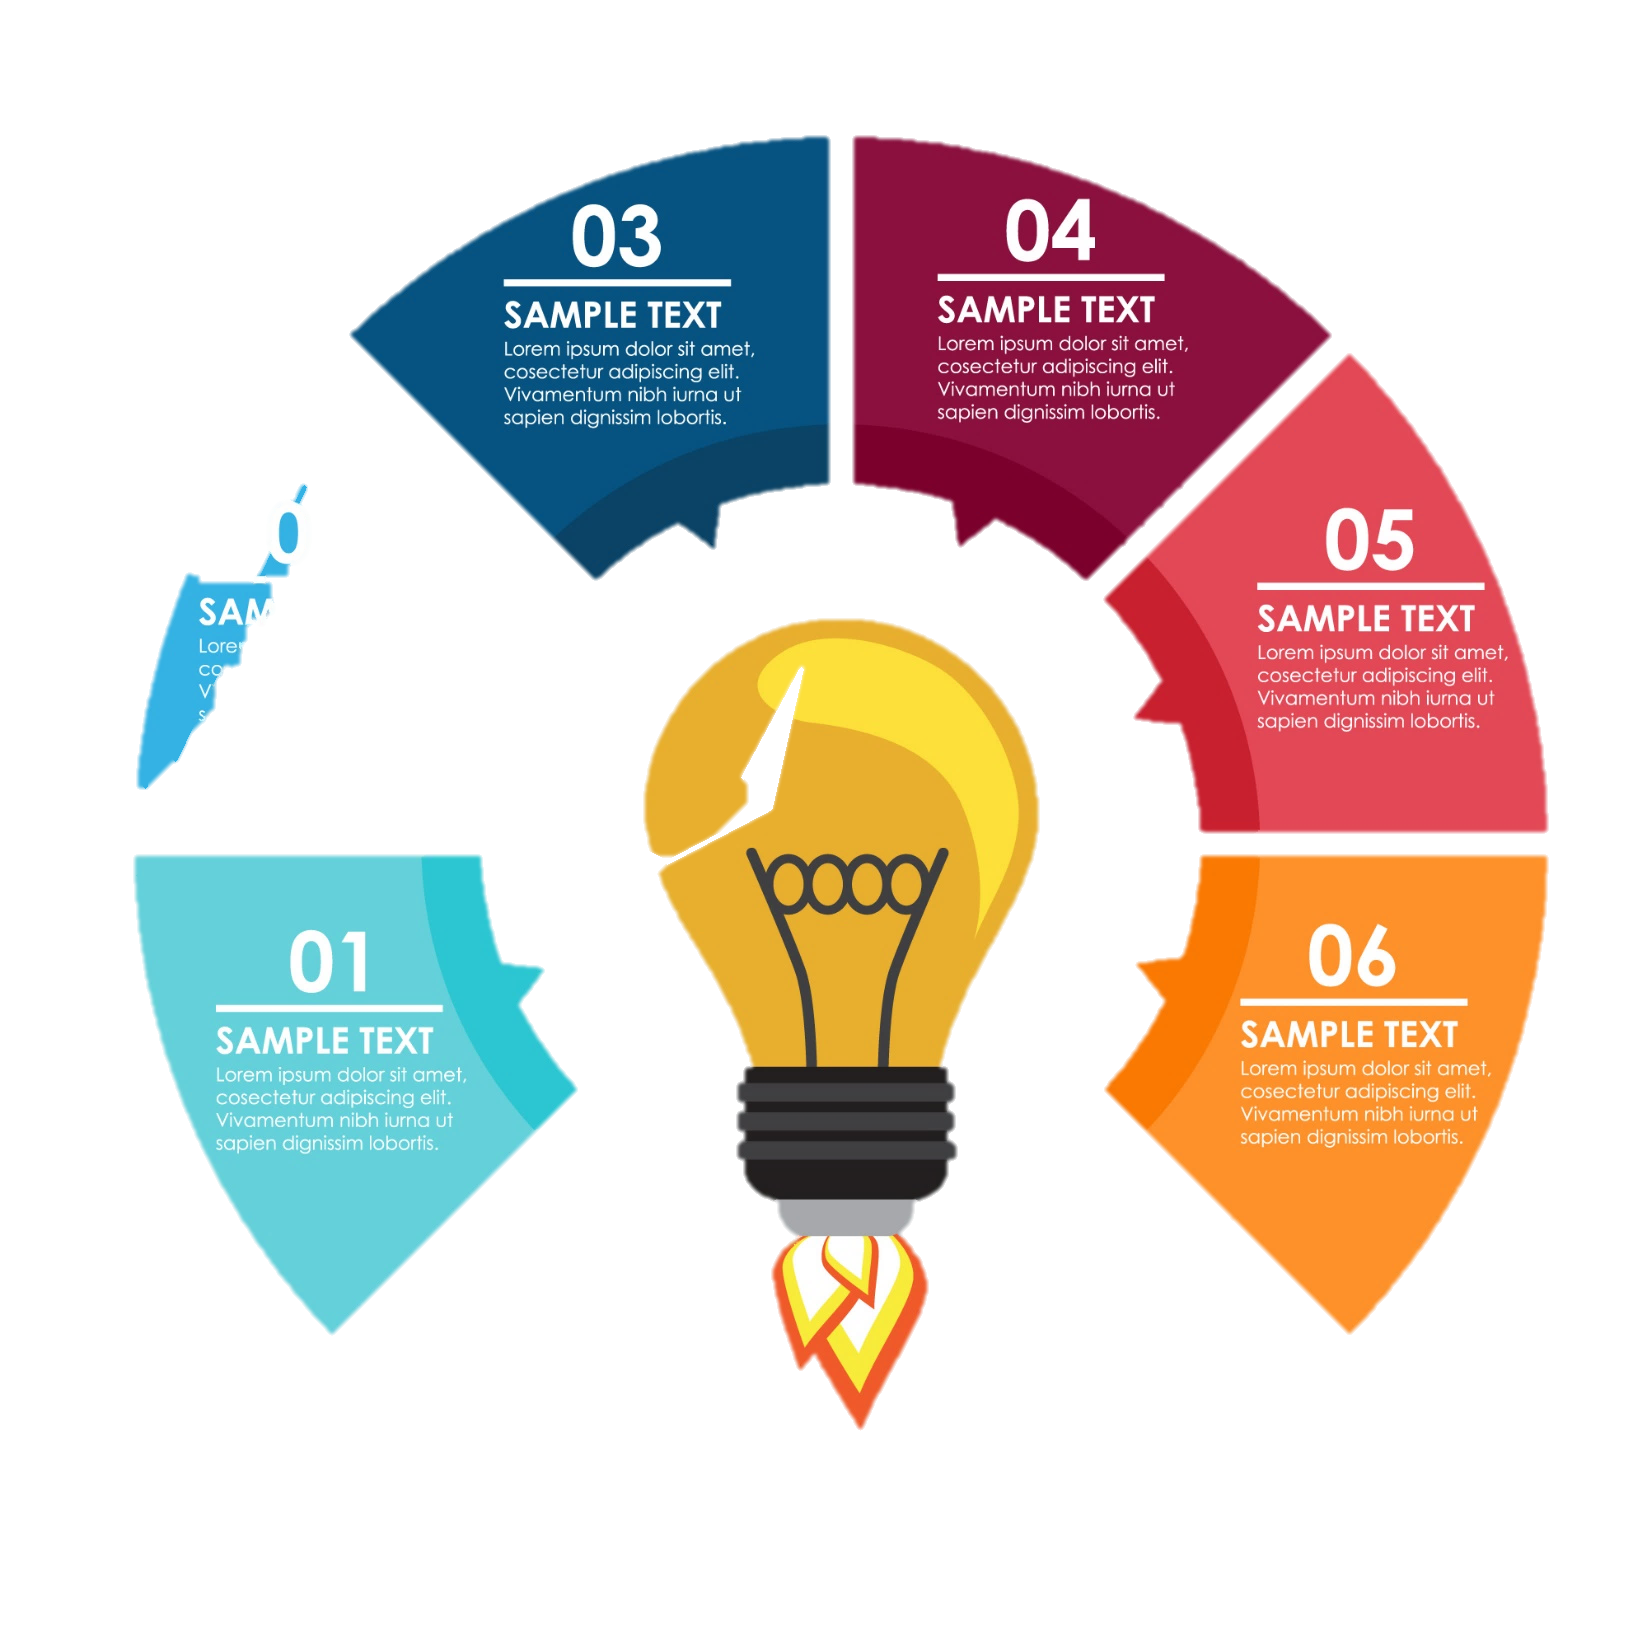 01
SAMPLE TEXT
Lorem ipsum dolor sit amet,
cosectetur adipiscing elit.
Vivamentum nibh iurna ut
sapien dignissim lobortis.
03
SAMPLE TEXT
Lorem ipsum dolor sit amet,
cosectetur adipiscing elit.
Vivamentum nibh iurna ut
sapien dignissim lobortis.
04
SAMPLE TEXT
Lorem ipsum dolor sit amet,
cosectetur adipiscing elit.
Vivamentum nibh iurna ut
sapien dignissim lobortis.
05
SAMPLE TEXT
Lorem ipsum dolor sit amet,
cosectetur adipiscing elit.
Vivamentum nibh iurna ut
sapien dignissim lobortis.
06
SAMPLE TEXT
Lorem ipsum dolor sit amet,
cosectetur adipiscing elit.
Vivamentum nibh iurna ut
sapien dignissim lobortis.